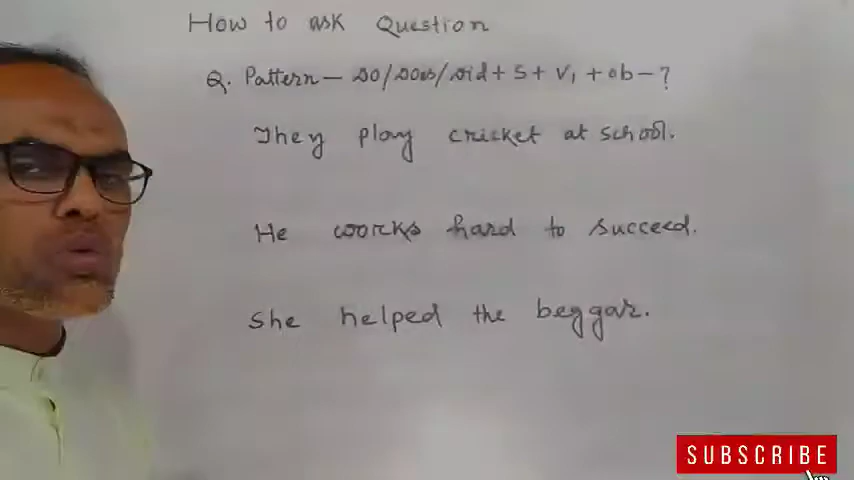 How to ask Question
Q. Pattern - DO/Does/Did + S + V₁ + ob - ?
They play cricket at school.
He works hard to succeed.
She helped the beggar.
SUBSCRIBE